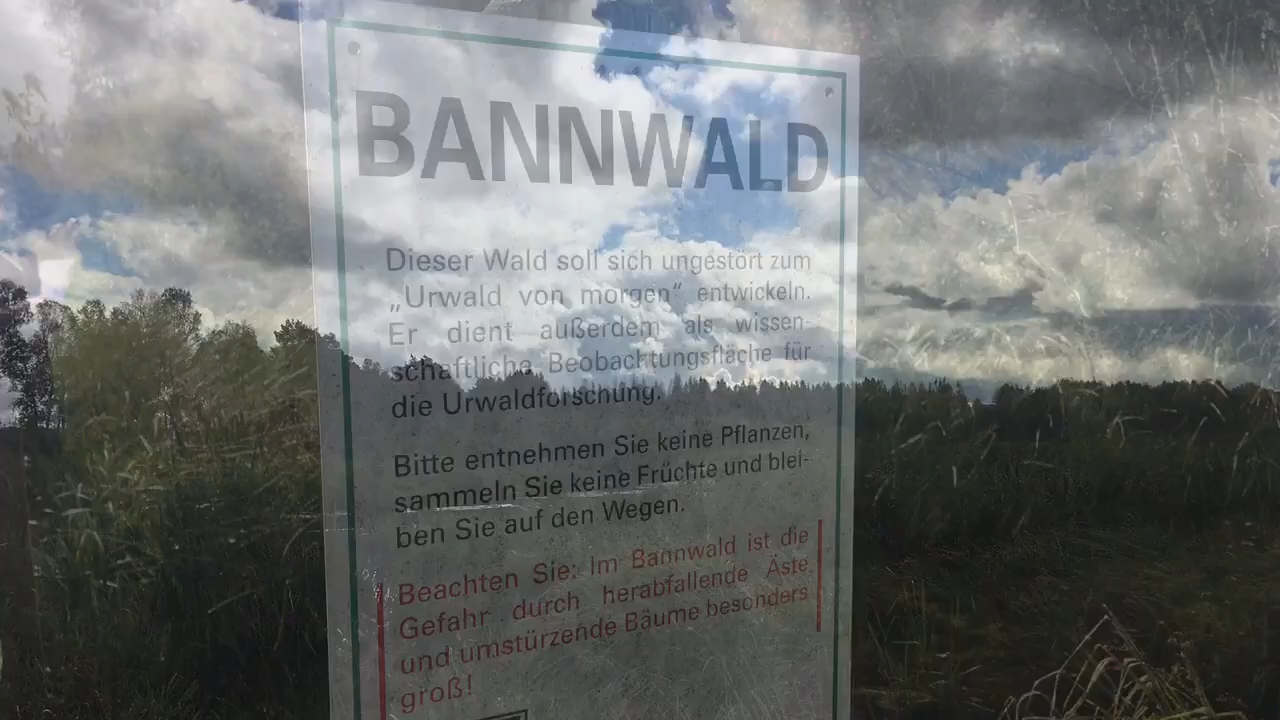 BANNWALD
Dieser Wald soll sich ungestört zum
„Urwald von morgen“ entwickeln.
Er dient außerdem als wissen-
schaftliche Beobachtungsfläche für
die Urwaldforschung.
Bitte entnehmen Sie keine Pflanzen,
sammeln Sie keine Früchte und blei-
ben Sie auf den Wegen.
Beachten Sie: Im Bannwald ist die
Gefahr durch herabfallende Äste
und umstürzende Bäume besonders
groß!